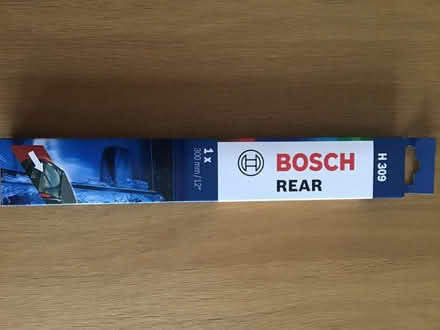 1 x
300 mm / 12"
BOSCH
REAR
H 309